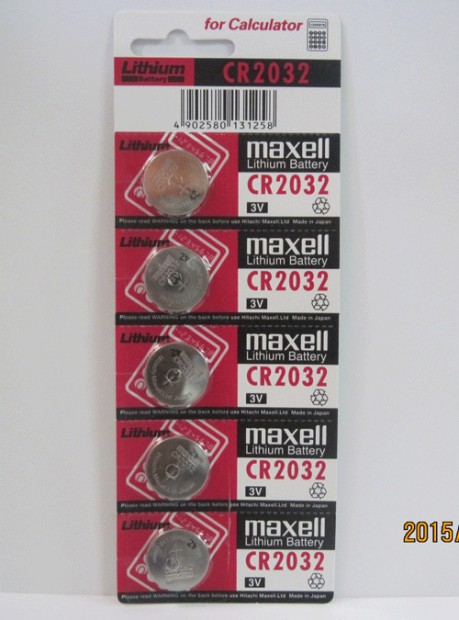 for Calculator
Lithium
Battery
CR2032
4 902580 131258
Lithium
maxell
Lithium Battery
CR2032
3V
Please read WARNING on the back before use Hitachi Maxell.Ltd Made in Japan
Lithium
maxell
Lithium Battery
CR2032
3V
Please read WARNING on the back before use Hitachi Maxell.Ltd Made in Japan
Lithium
maxell
Lithium Battery
CR2032
3V
Please read WARNING on the back before use Hitachi Maxell.Ltd Made in Japan
Lithium
maxell
Lithium Battery
CR2032
3V
Please read WARNING on the back before use Hitachi Maxell.Ltd Made in Japan
Lithium
maxell
Lithium Battery
CR2032
3V
Please read WARNING on the back before use Hitachi Maxell.Ltd Made in Japan
2015/